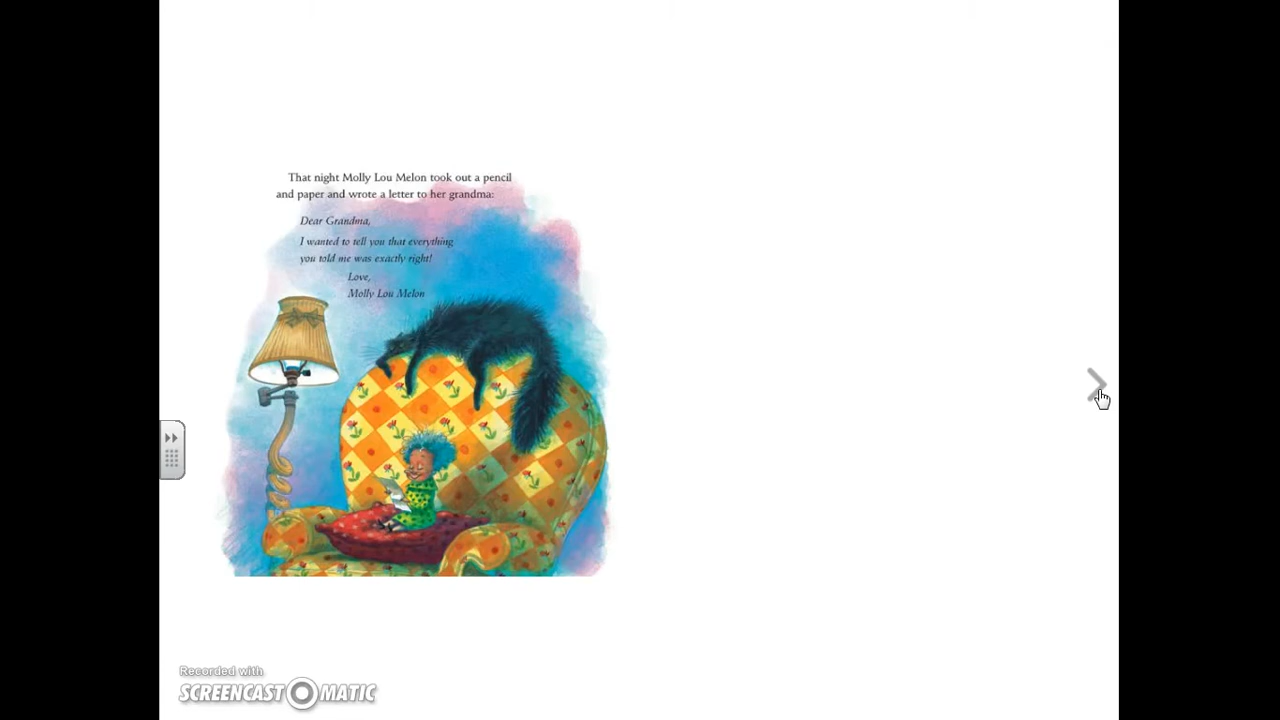 That night Molly Lou Melon took out a pencil
and paper and wrote a letter to her grandma:
Dear Grandma,
I wanted to tell you that everything
you told me was exactly right!
Love,
Molly Lou Melon
Recorded with
SCREENCAST MATIC